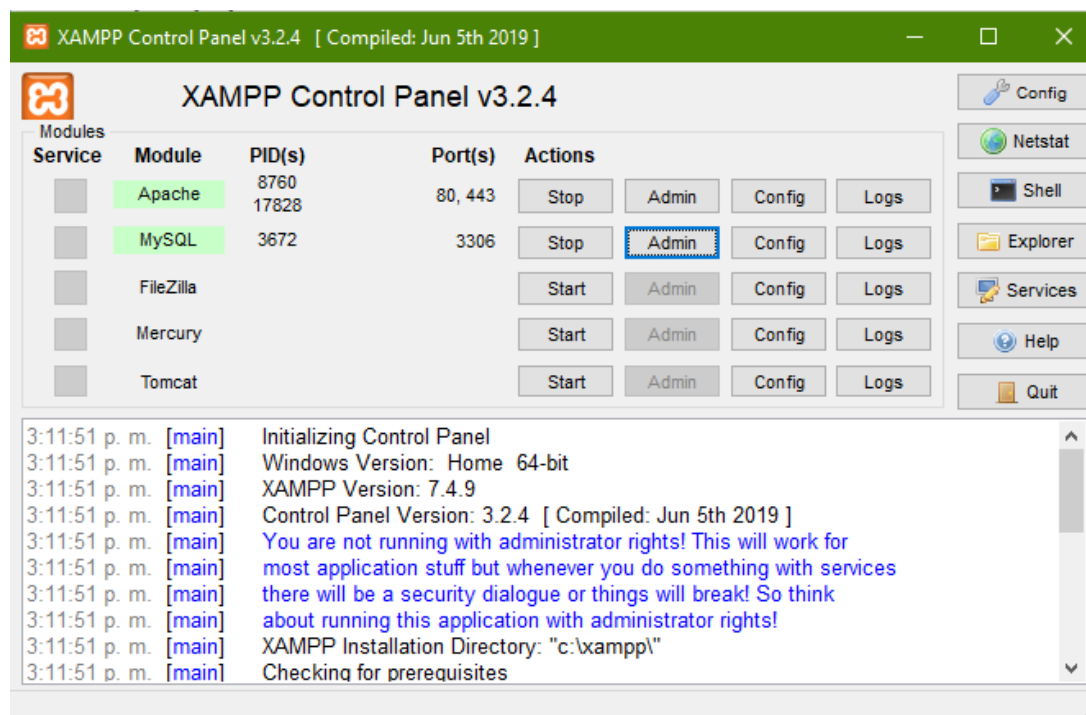 XAMPP Control Panel v3.2.4 [ Compiled: Jun 5th 2019 ]
XAMPP Control Panel v3.2.4
Config
Modules
Service Module PID(s) Port(s) Actions
Netstat
Apache 8760 17828 80, 443 Stop Admin Config Logs
Shell
MySQL 3672 3306 Stop Admin Config Logs
Explorer
FileZilla Start Admin Config Logs
Services
Mercury Start Admin Config Logs
Help
Tomcat Start Admin Config Logs
Quit
3:11:51 p. m. [main] Initializing Control Panel
3:11:51 p. m. [main] Windows Version: Home 64-bit
3:11:51 p. m. [main] XAMPP Version: 7.4.9
3:11:51 p. m. [main] Control Panel Version: 3.2.4 [ Compiled: Jun 5th 2019 ]
3:11:51 p. m. [main] You are not running with administrator rights! This will work for
3:11:51 p. m. [main] most application stuff but whenever you do something with services
3:11:51 p. m. [main] there will be a security dialogue or things will break! So think
3:11:51 p. m. [main] about running this application with administrator rights!
3:11:51 p. m. [main] XAMPP Installation Directory: "c:\xampp\"
3:11:51 p. m. [main] Checking for prerequisites